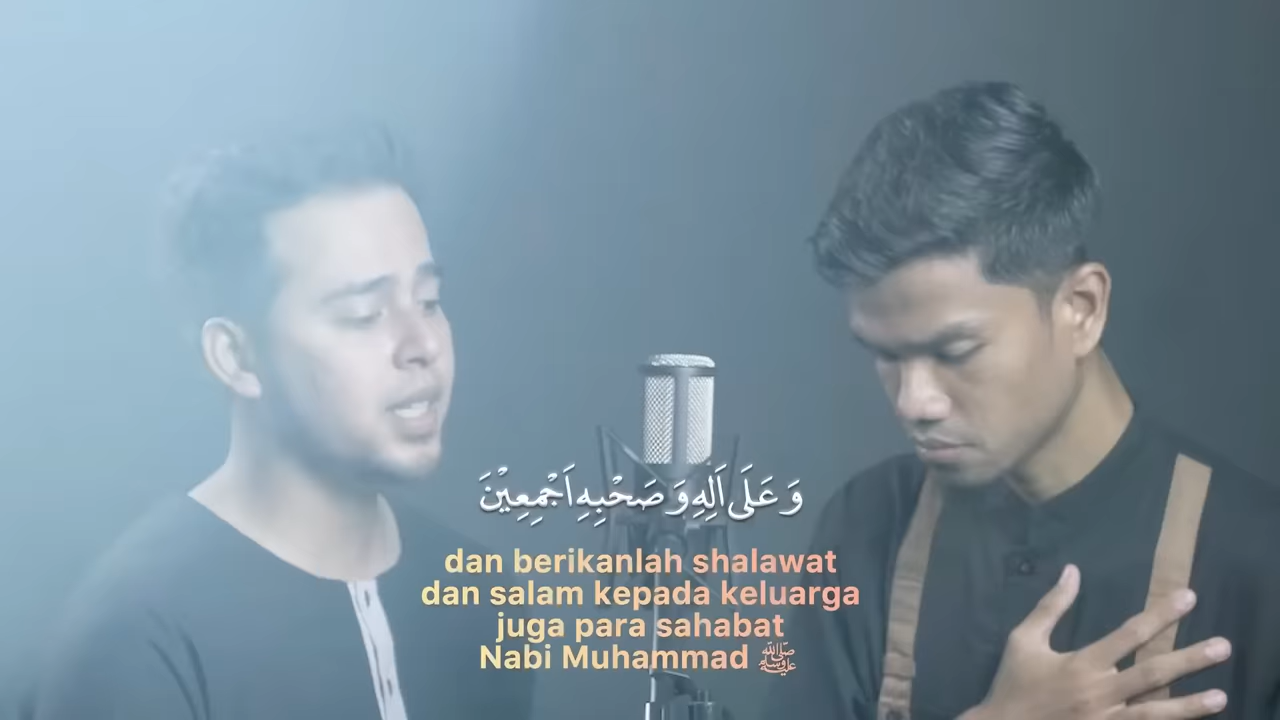 وَ عَلَى اَلِهِ وَ صَحْبِهِ اَجْمِعِيْنَ
dan berikanlah shalawat
dan salam kepada keluarga
juga para sahabat
Nabi Muhammad ﷺ